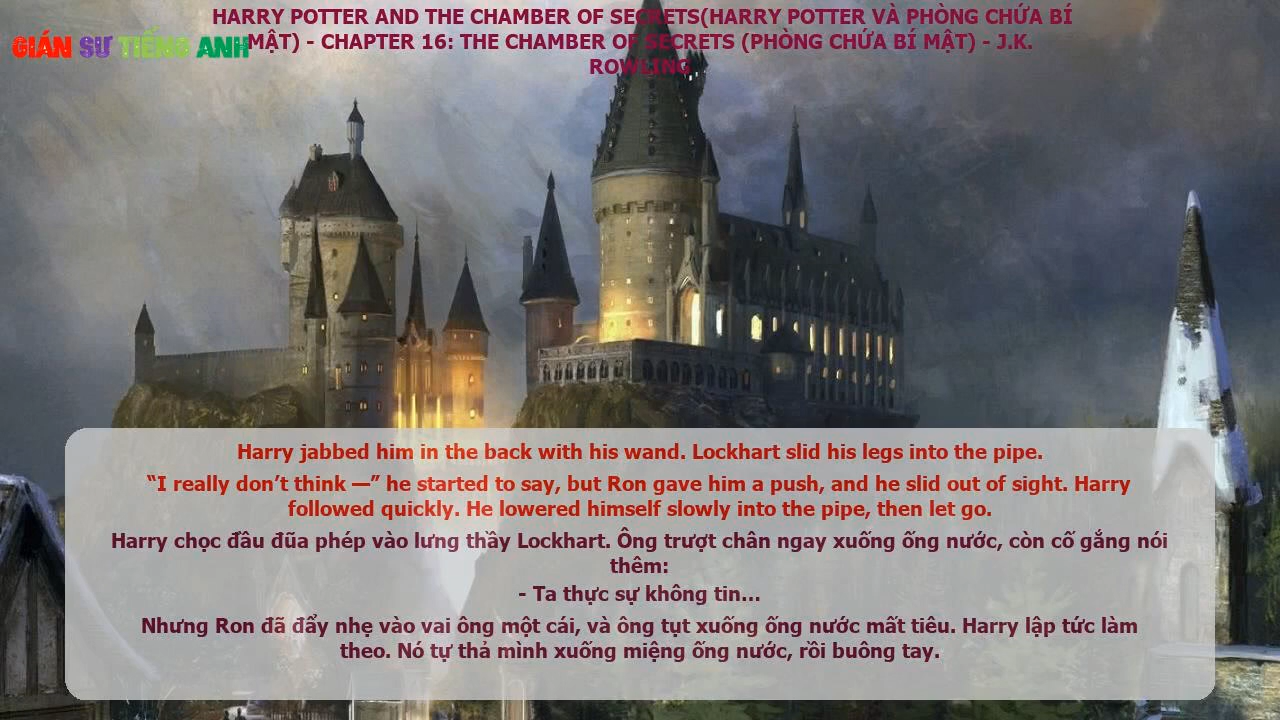 HARRY POTTER AND THE CHAMBER OF SECRETS(HARRY POTTER VÀ PHÒNG CHỨA BÍ
MẬT) - CHAPTER 16: THE CHAMBER OF SECRETS (PHÒNG CHỨA BÍ MẬT) - J.K.
ROWLING
GIÁN SƯ TIẾNG ANH
Harry jabbed him in the back with his wand. Lockhart slid his legs into the pipe.
“I really don’t think —” he started to say, but Ron gave him a push, and he slid out of sight. Harry
followed quickly. He lowered himself slowly into the pipe, then let go.
Harry chọc đầu đũa phép vào lưng thầy Lockhart. Ông trượt chân ngay xuống ống nước, còn cố gắng nói
thêm:
- Ta thực sự không tin...
Nhưng Ron đã đẩy nhẹ vào vai ông một cái, và ông tụt xuống ống nước mất tiêu. Harry lập tức làm
theo. Nó tự thả mình xuống miệng ống nước, rồi buông tay.